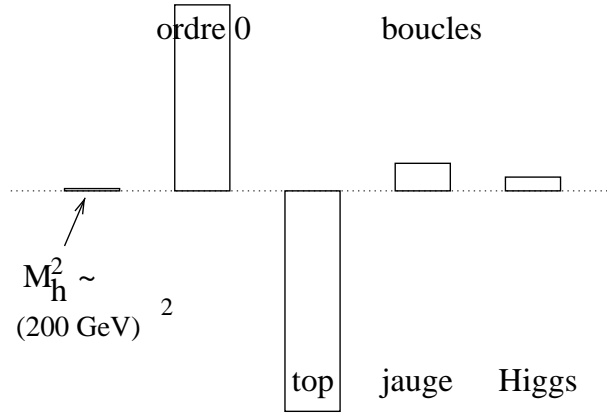 ordre 0 boucles
M_h^2 ~
(200 GeV) ^2
top jauge Higgs